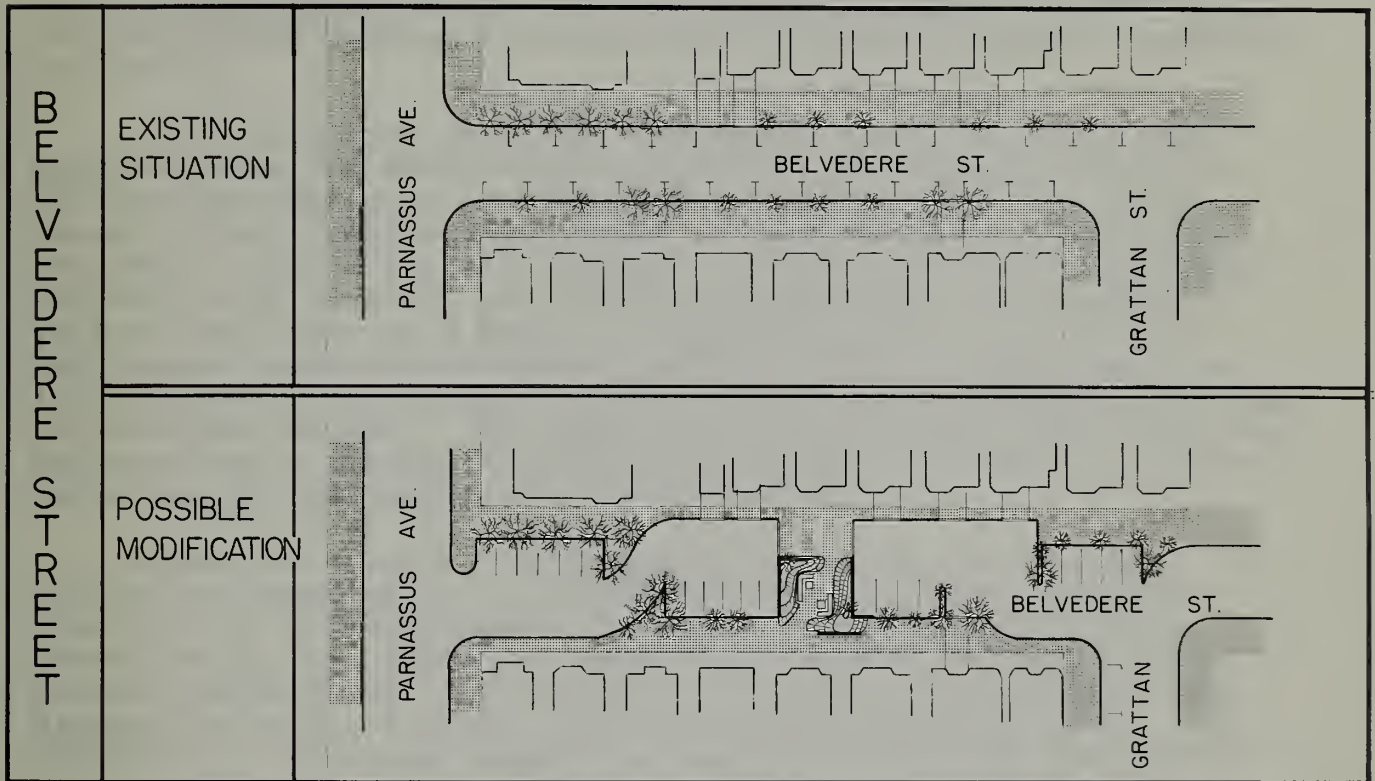 BELVEDERE STREET
EXISTING
SITUATION
PARNASSUS AVE.
BELVEDERE ST.
GRATTAN ST.
POSSIBLE
MODIFICATION
PARNASSUS AVE.
BELVEDERE ST.
GRATTAN